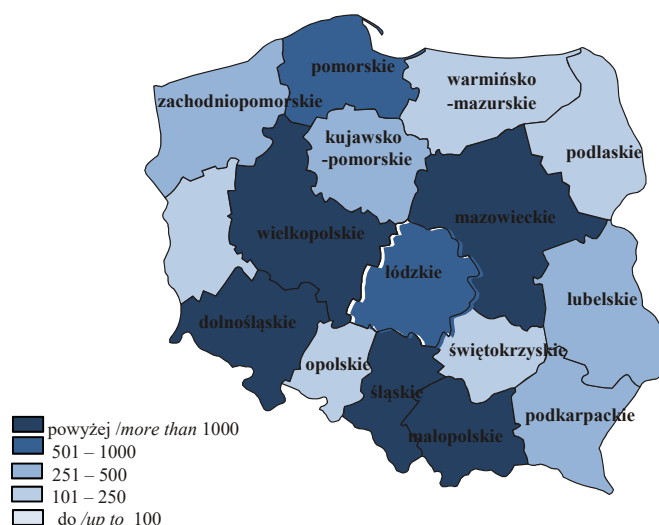 pomorskie
warmińsko
-mazurskie
zachodniopomorskie
kujawsko
-pomorskie
podlaskie
mazowieckie
wielkopolskie
łódzkie
lubelskie
dolnośląskie
świętokrzyskie
opolskie
śląskie
podkarpackie
małopolskie
powyżej /more than 1000
501 – 1000
251 – 500
101 – 250
do /up to 100